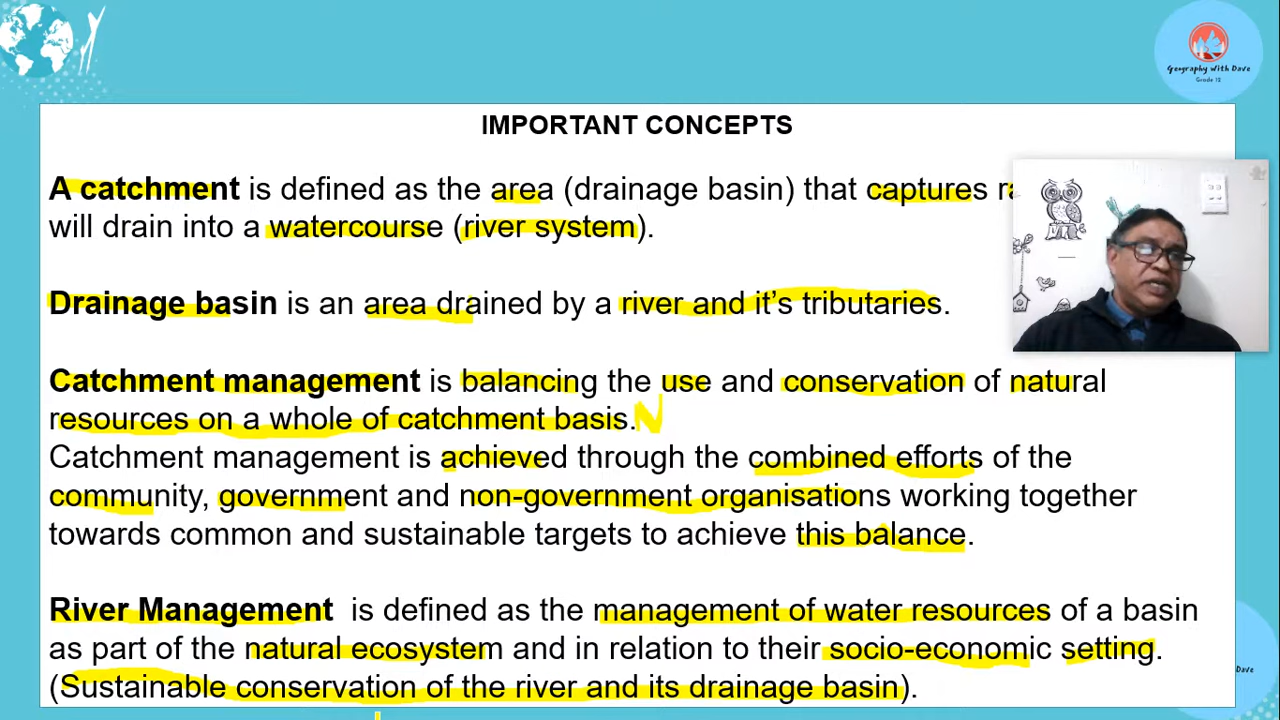 Geography With Dave
Grade 12
IMPORTANT CONCEPTS
A catchment is defined as the area (drainage basin) that captures
will drain into a watercourse (river system).
Drainage basin is an area drained by a river and it's tributaries.
Catchment management is balancing the use and conservation of natural
resources on a whole of catchment basis. N
Catchment management is achieved through the combined efforts of the
community, government and non-government organisations working together
towards common and sustainable targets to achieve this balance.
River Management is defined as the management of water resources of a basin
as part of the natural ecosystem and in relation to their socio-economic setting.
(Sustainable conservation of the river and its drainage basin).